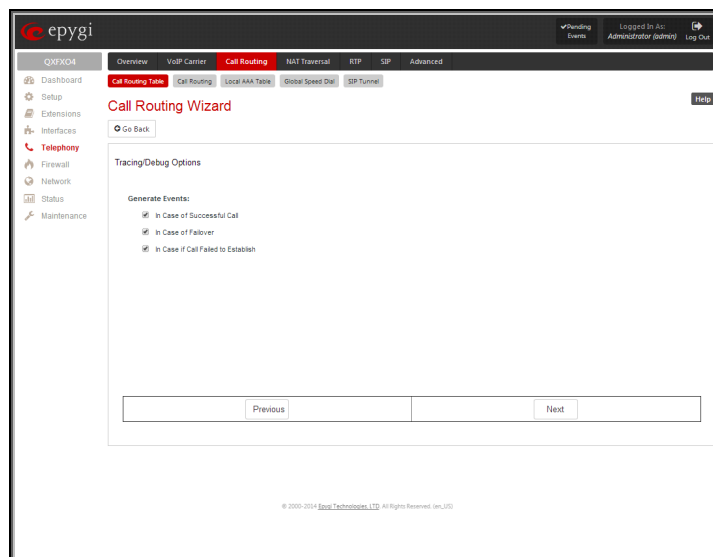 epygi
Pending Events
Logged In As:
Administrator (admin)
Log Out
QXFXO4
Overview VoIP Carrier Call Routing NAT Traversal RTP SIP Advanced
Dashboard
Setup
Extensions
Interfaces
Telephony
Firewall
Network
Status
Maintenance
Call Routing Table Call Routing Local AAA Table Global Speed Dial SIP Tunnel
Call Routing Wizard
Help
Go Back
Tracing/Debug Options
Generate Events:
In Case of Successful Call
In Case of Failover
In Case if Call Failed to Establish
Previous Next
© 2000-2014 Epygi Technologies, LTD. All Rights Reserved. (en_US)